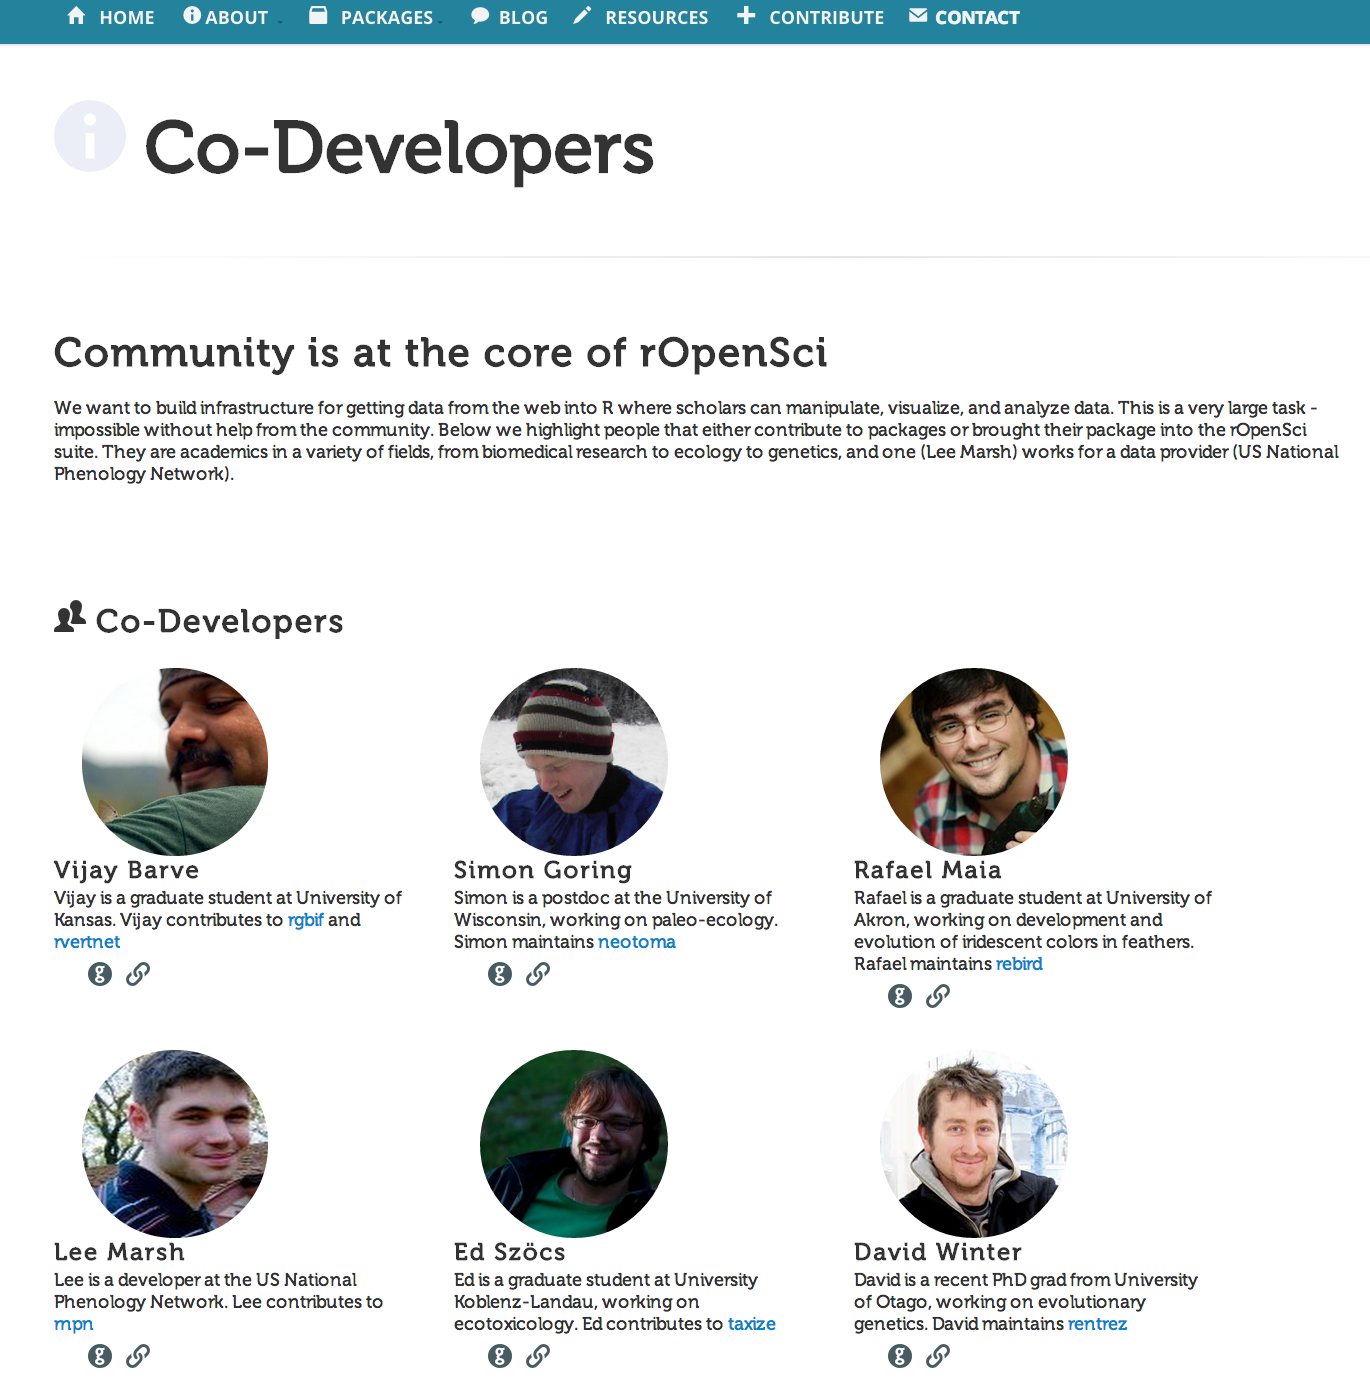 HOME ABOUT PACKAGES BLOG RESOURCES CONTRIBUTE CONTACT
Co-Developers
Community is at the core of rOpenSci
We want to build infrastructure for getting data from the web into R where scholars can manipulate, visualize, and analyze data. This is a very large task -
impossible without help from the community. Below we highlight people that either contribute to packages or brought their package into the rOpenSci
suite. They are academics in a variety of fields, from biomedical research to ecology to genetics, and one (Lee Marsh) works for a data provider (US National
Phenology Network).
Co-Developers
Vijay Barve
Vijay is a graduate student at University of
Kansas. Vijay contributes to rgbif and
rvertnet
Simon Goring
Simon is a postdoc at the University of
Wisconsin, working on paleo-ecology.
Simon maintains neotoma
Rafael Maia
Rafael is a graduate student at University of
Akron, working on development and
evolution of iridescent colors in feathers.
Rafael maintains rebird
Lee Marsh
Lee is a developer at the US National
Phenology Network. Lee contributes to
rnpn
Ed Szöcs
Ed is a graduate student at University
Koblenz-Landau, working on
ecotoxicology. Ed contributes to taxize
David Winter
David is a recent PhD grad from University
of Otago, working on evolutionary
genetics. David maintains rentrez